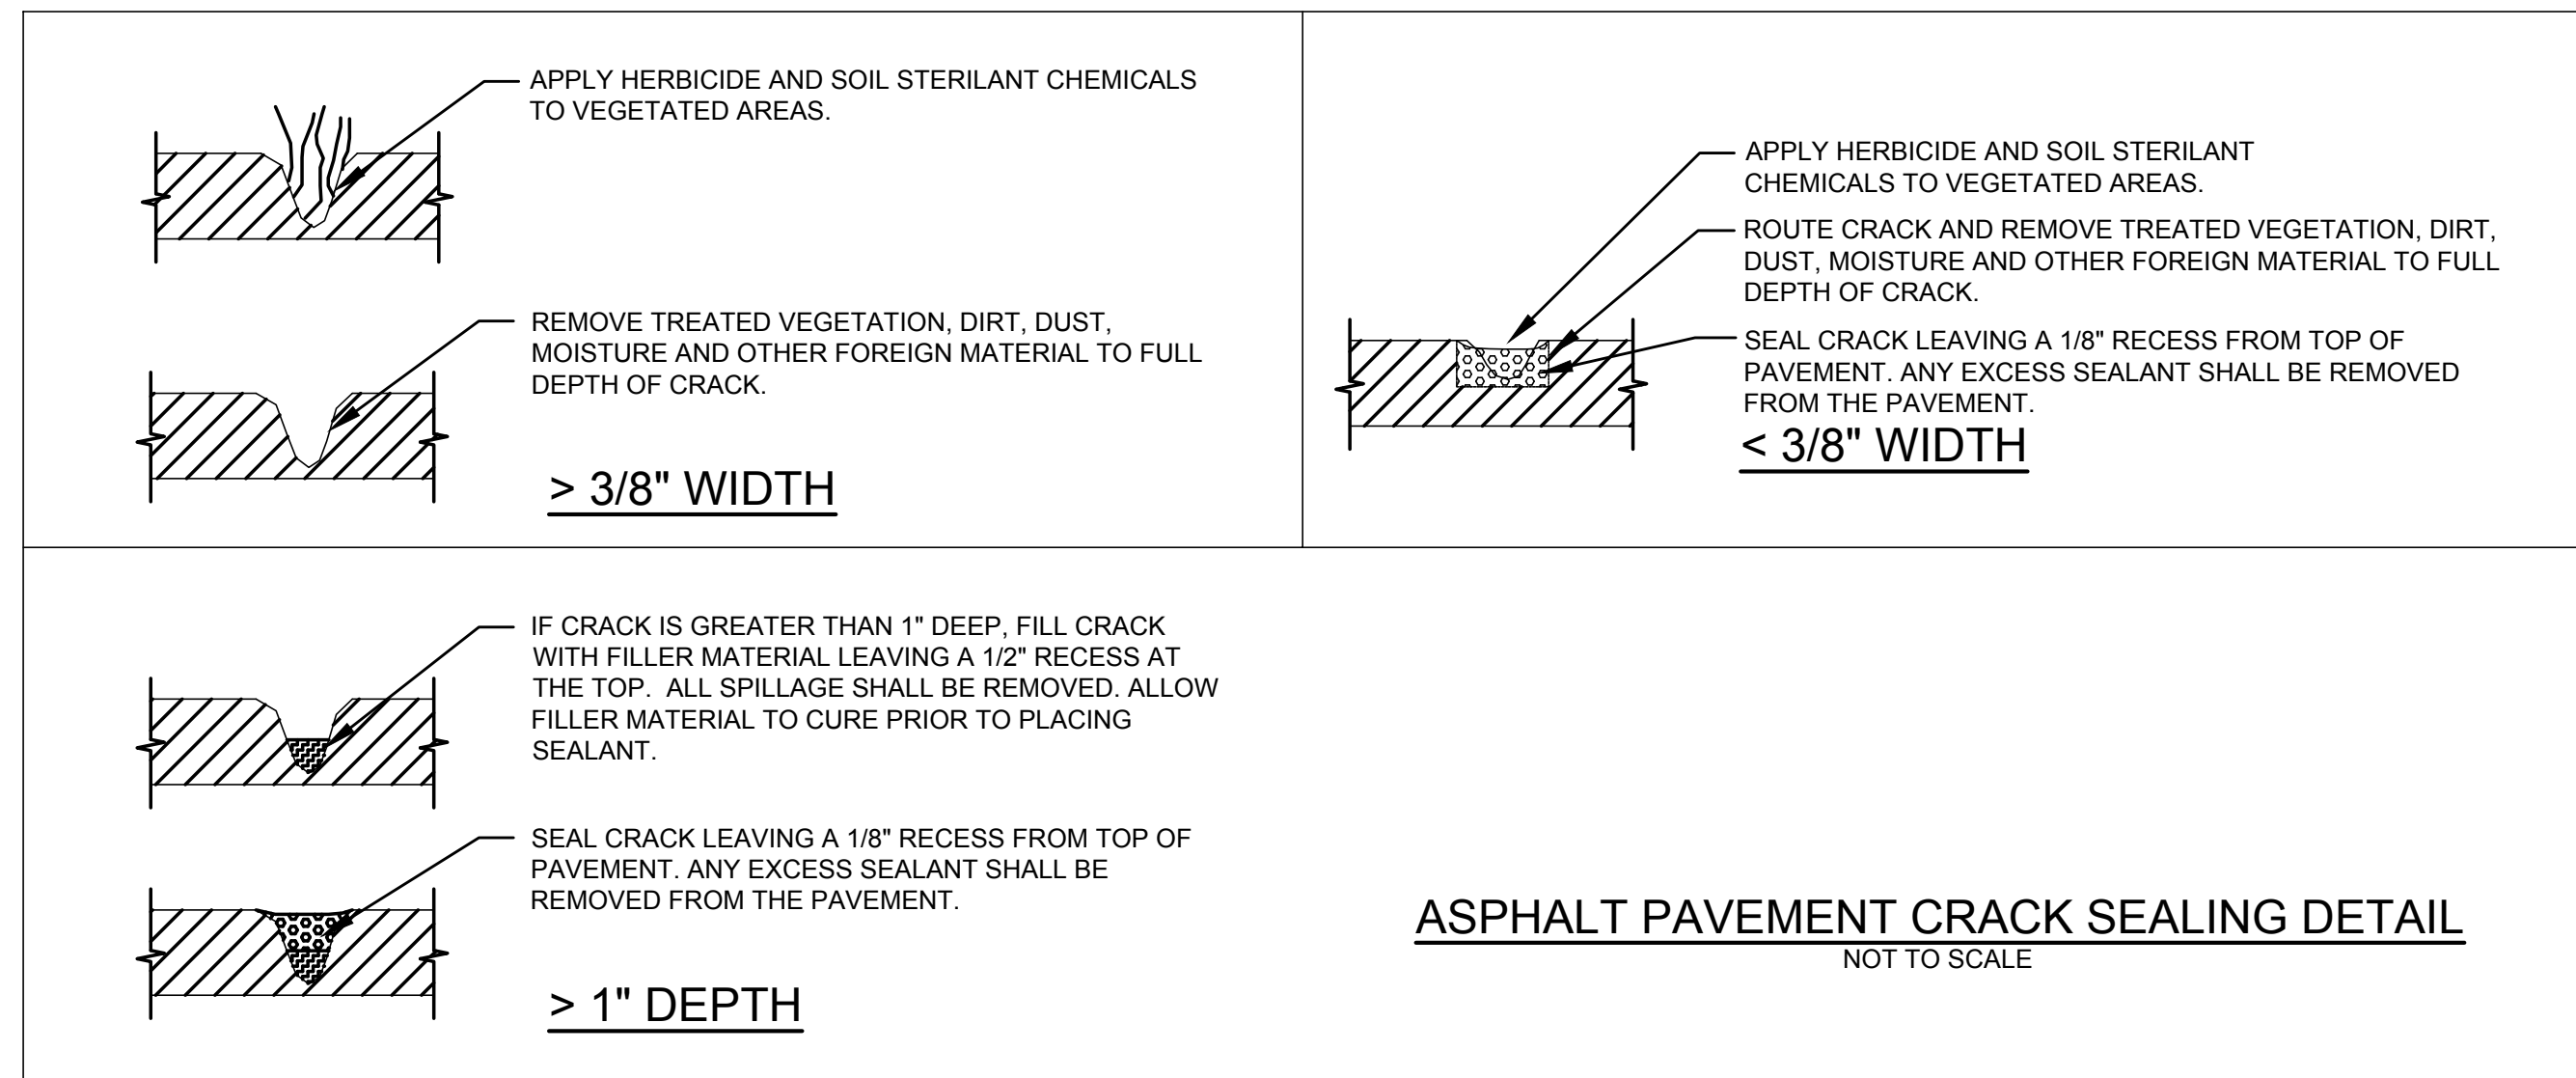 APPLY HERBICIDE AND SOIL STERILANT CHEMICALS
TO VEGETATED AREAS.
REMOVE TREATED VEGETATION, DIRT, DUST,
MOISTURE AND OTHER FOREIGN MATERIAL TO FULL
DEPTH OF CRACK.
> 3/8" WIDTH
APPLY HERBICIDE AND SOIL STERILANT
CHEMICALS TO VEGETATED AREAS.
ROUTE CRACK AND REMOVE TREATED VEGETATION, DIRT,
DUST, MOISTURE AND OTHER FOREIGN MATERIAL TO FULL
DEPTH OF CRACK.
SEAL CRACK LEAVING A 1/8" RECESS FROM TOP OF
PAVEMENT. ANY EXCESS SEALANT SHALL BE REMOVED
FROM THE PAVEMENT.
< 3/8" WIDTH
IF CRACK IS GREATER THAN 1" DEEP, FILL CRACK
WITH FILLER MATERIAL LEAVING A 1/2" RECESS AT
THE TOP.  ALL SPILLAGE SHALL BE REMOVED. ALLOW
FILLER MATERIAL TO CURE PRIOR TO PLACING
SEALANT.
SEAL CRACK LEAVING A 1/8" RECESS FROM TOP OF
PAVEMENT. ANY EXCESS SEALANT SHALL BE
REMOVED FROM THE PAVEMENT.
> 1" DEPTH
ASPHALT PAVEMENT CRACK SEALING DETAIL
NOT TO SCALE